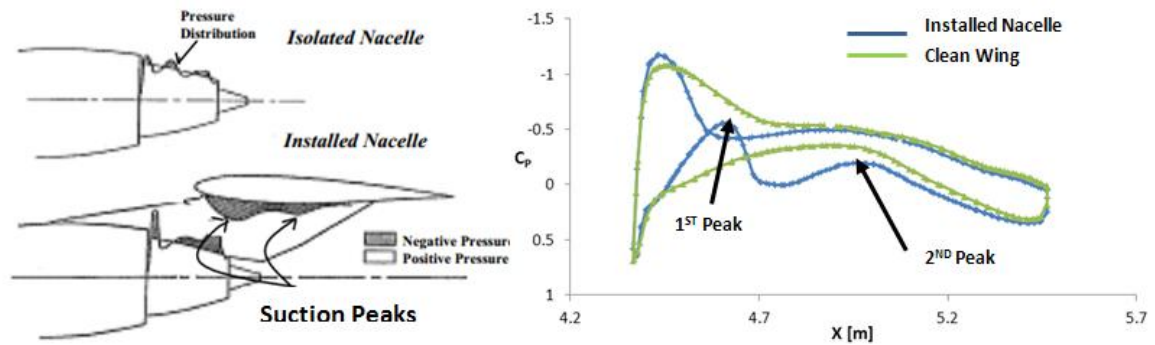 Pressure
Distribution
Isolated Nacelle
Installed Nacelle
Negative Pressure
Positive Pressure
Suction Peaks
-1.5
-1
-0.5
0
0.5
1
CP
4.2
4.7
5.2
5.7
X [m]
Installed Nacelle
Clean Wing
1ST Peak
2ND Peak